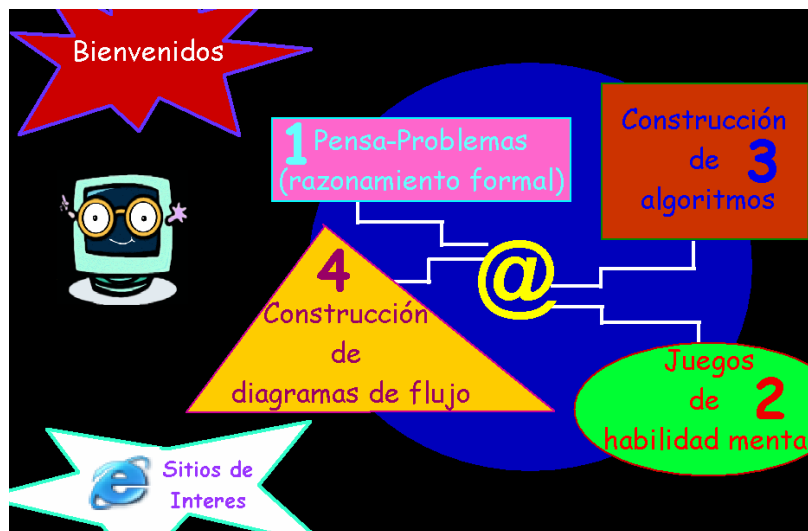 Bienvenidos
1 Pensa-Problemas
(razonamiento formal)
Construcción
de 3
algoritmos
@
4
Construcción
de
diagramas de flujo
Juegos
de 2
habilidad menta
Sitios de
Interes